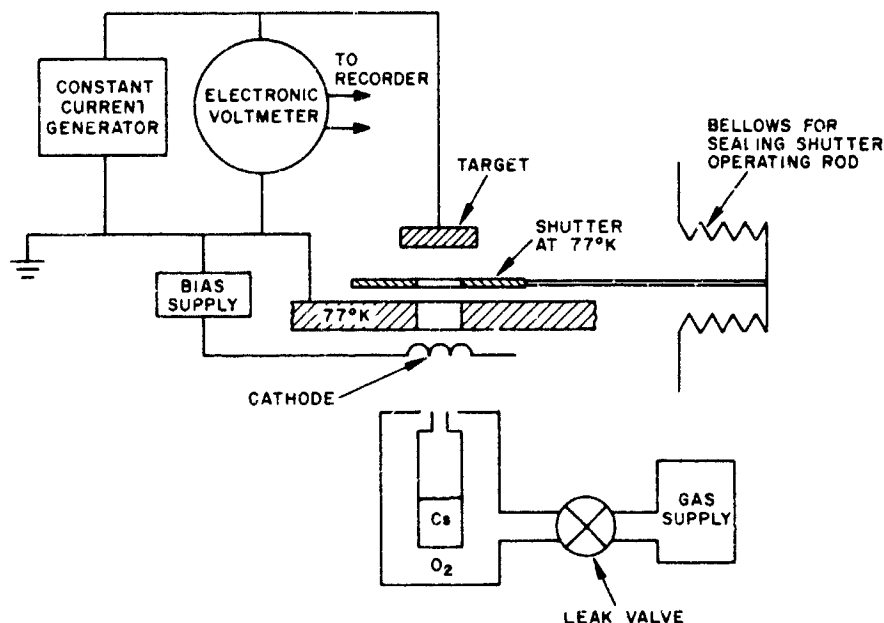 CONSTANT
CURRENT
GENERATOR
ELECTRONIC
VOLTMETER
TO
RECORDER
TARGET
SHUTTER
AT 77°K
BELLOWS FOR
SEALING SHUTTER
OPERATING ROD
BIAS
SUPPLY
77°K
CATHODE
Cs
O2
GAS
SUPPLY
LEAK VALVE